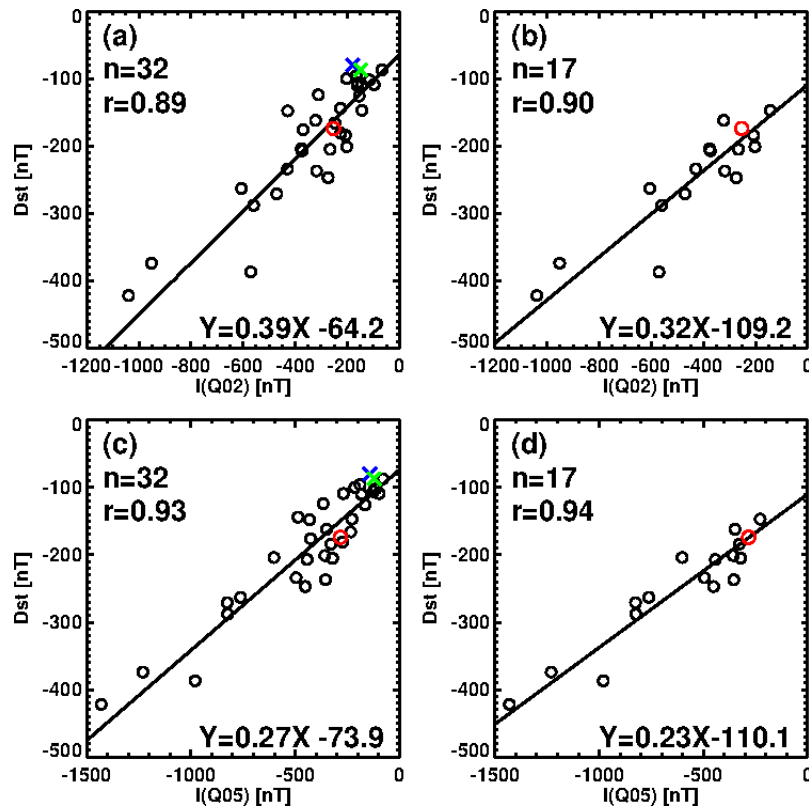 0
(a)
-100
n=32
r=0.89
-200
Dst [nT]
-300
-400
Y=0.39X -64.2
-500
-1200 -1000 -800 -600 -400 -200 0
I(Q02) [nT]
0
(b)
-100
n=17
r=0.90
-200
Dst [nT]
-300
-400
Y=0.32X-109.2
-500
-1200 -1000 -800 -600 -400 -200 0
I(Q02) [nT]
0
(c)
n=32
-100
r=0.93
-200
Dst [nT]
-300
-400
Y=0.27X -73.9
-500
-1500 -1000 -500 0
I(Q05) [nT]
0
(d)
n=17
-100
r=0.94
-200
Dst [nT]
-300
-400
Y=0.23X-110.1
-500
-1500 -1000 -500 0
I(Q05) [nT]